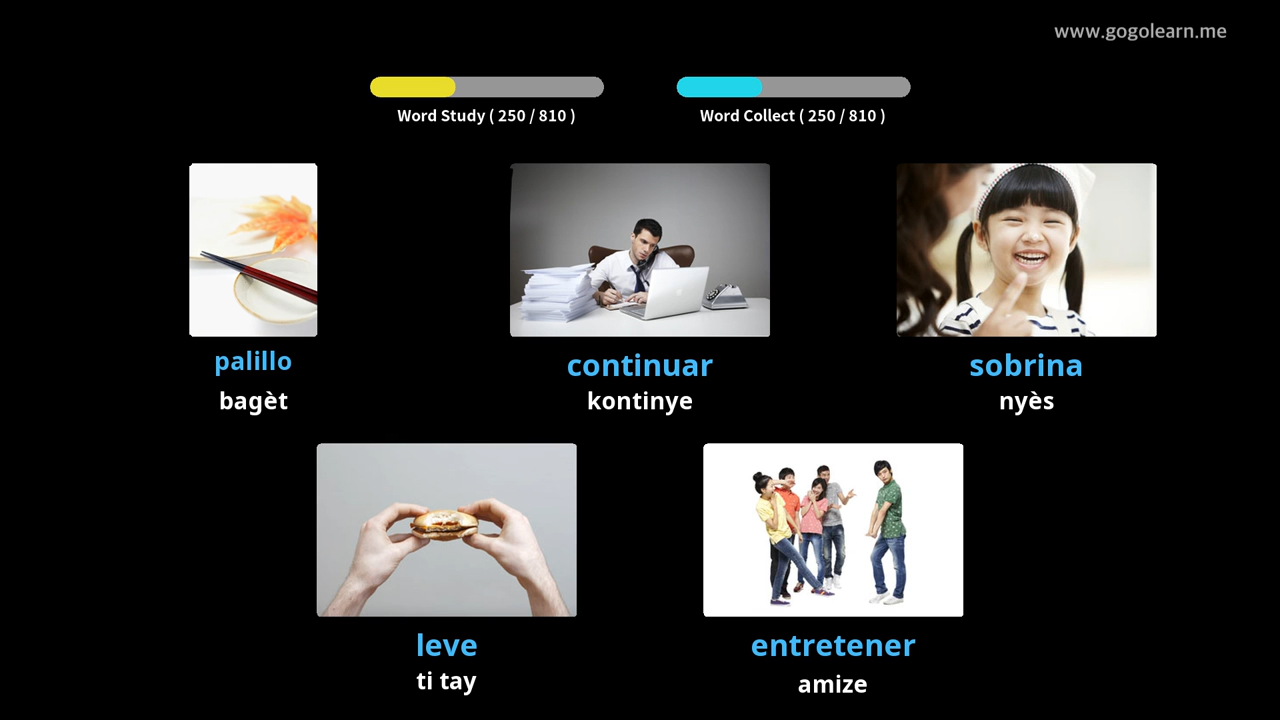 www.gogolearn.me
Word Study ( 250 / 810 )
Word Collect ( 250 / 810 )
palillo
bagèt
continuar
kontinye
sobrina
nyès
leve
ti tay
entretener
amize